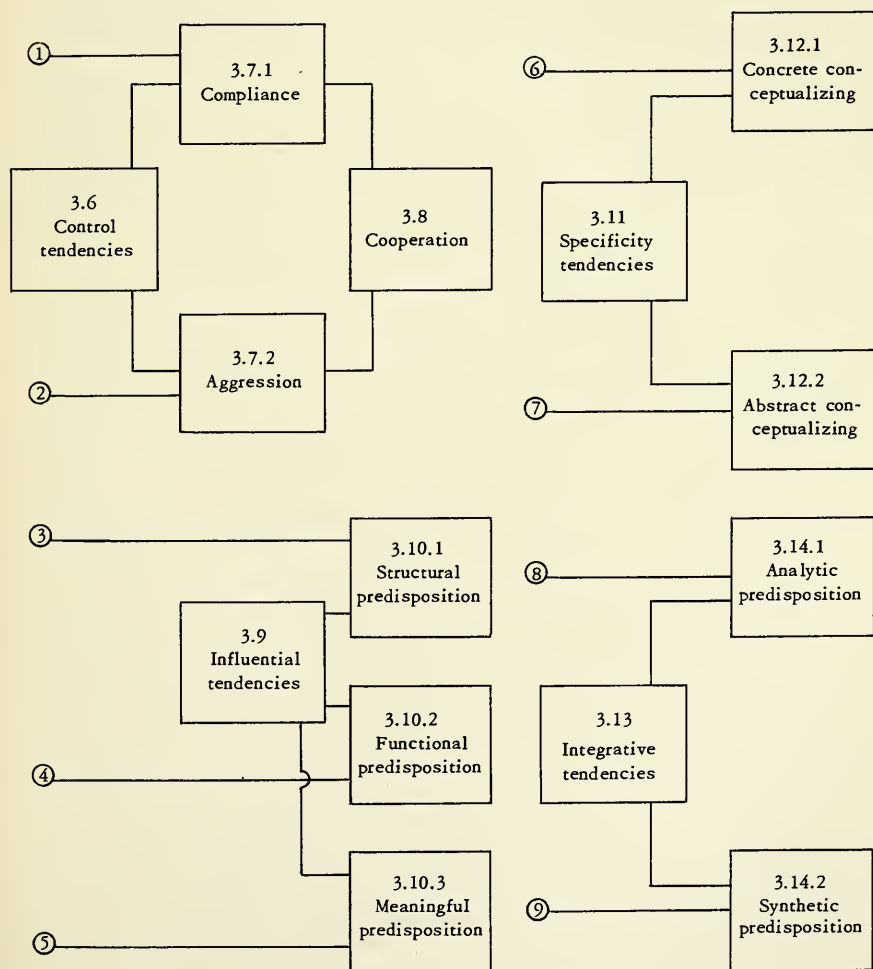 ①
3.7.1
Compliance
3.6
Control
tendencies
3.8
Cooperation
3.7.2
Aggression
②
⑥
3.12.1
Concrete con-
ceptualizing
3.11
Specificity
tendencies
⑦
3.12.2
Abstract con-
ceptualizing
③
3.10.1
Structural
predisposition
3.9
Influential
tendencies
3.10.2
Functional
predisposition
④
3.10.3
Meaningful
predisposition
⑤
⑧
3.14.1
Analytic
predisposition
3.13
Integrative
tendencies
3.14.2
Synthetic
predisposition
⑨